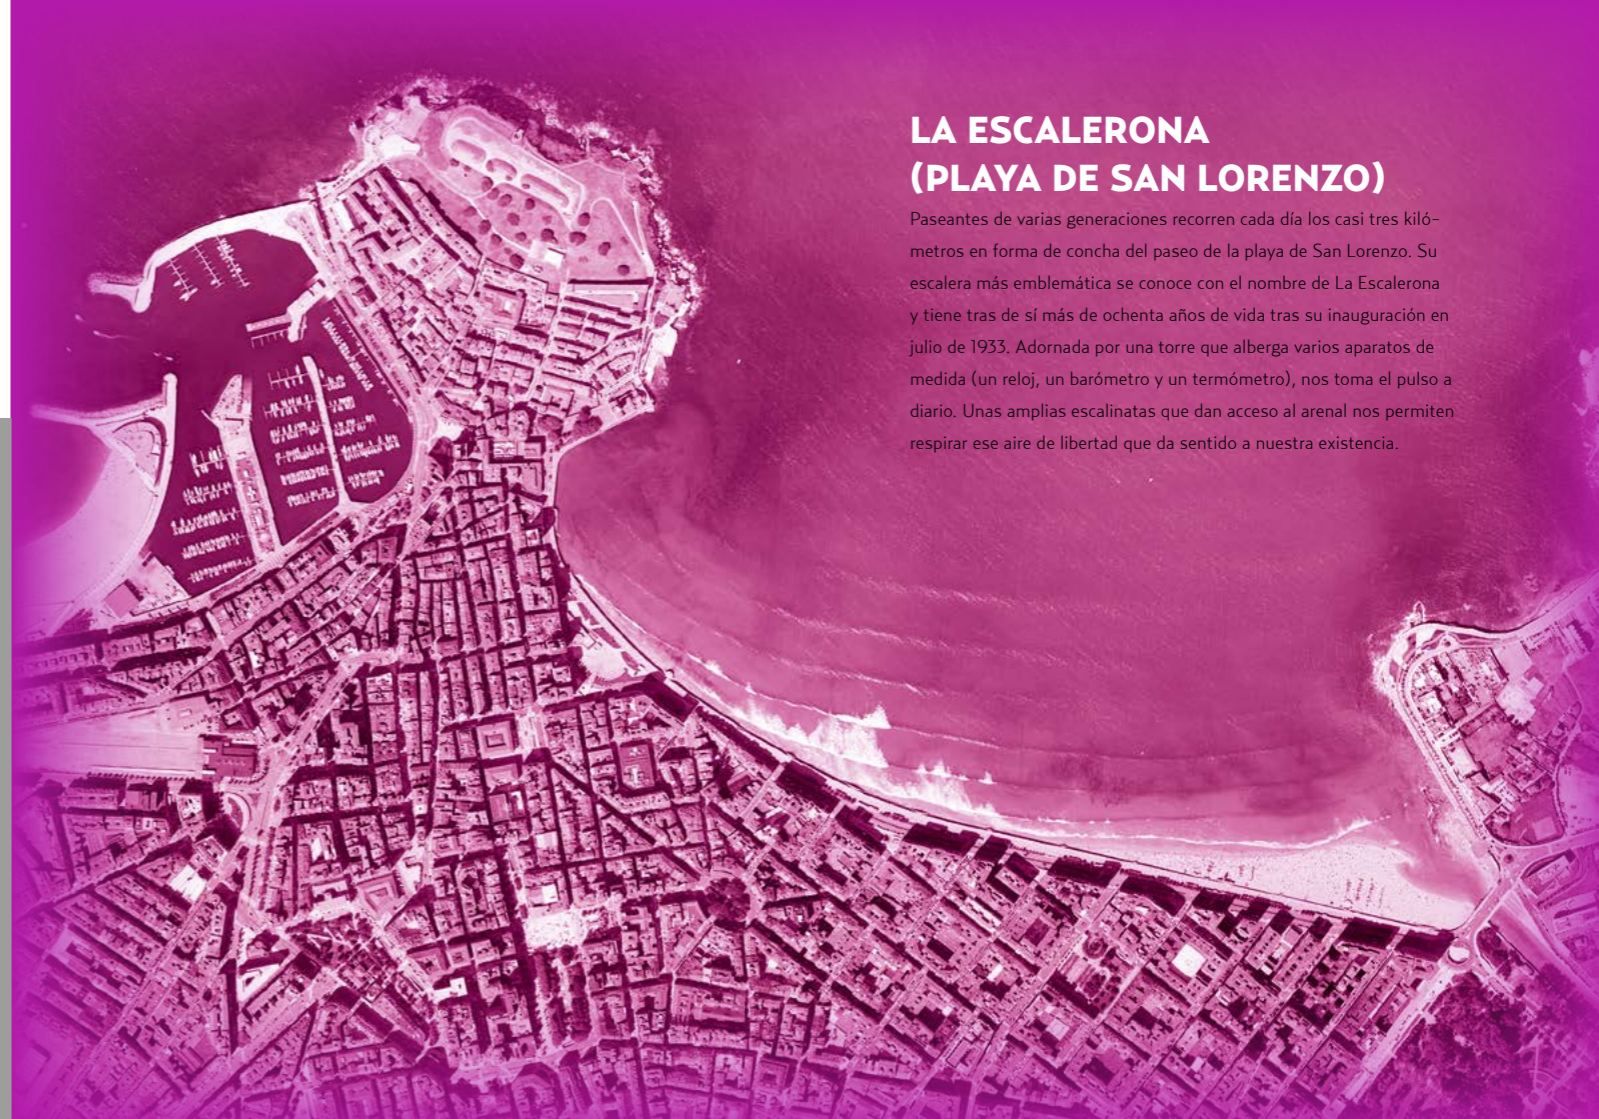 LA ESCALERONA
(PLAYA DE SAN LORENZO)
Paseantes de varias generaciones recorren cada día los casi tres kiló-
metros en forma de concha del paseo de la playa de San Lorenzo. Su
escalera más emblemática se conoce con el nombre de La Escalerona
y tiene tras de sí más de ochenta años de vida tras su inauguración en
julio de 1933. Adornada por una torre que alberga varios aparatos de
medida (un reloj, un barómetro y un termómetro), nos toma el pulso a
diario. Unas amplias escalinatas que dan acceso al arenal nos permiten
respirar ese aire de libertad que da sentido a nuestra existencia.